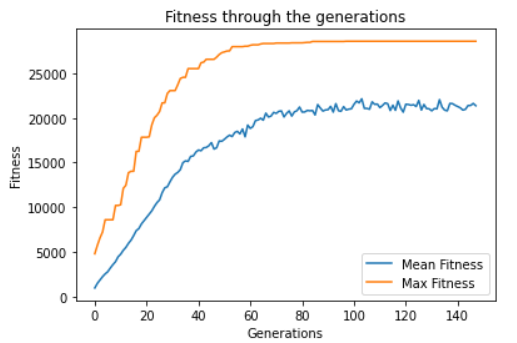 Fitness through the generations
Fitness
25000
20000
15000
10000
5000
0
0 20 40 60 80 100 120 140
Generations
Mean Fitness
Max Fitness